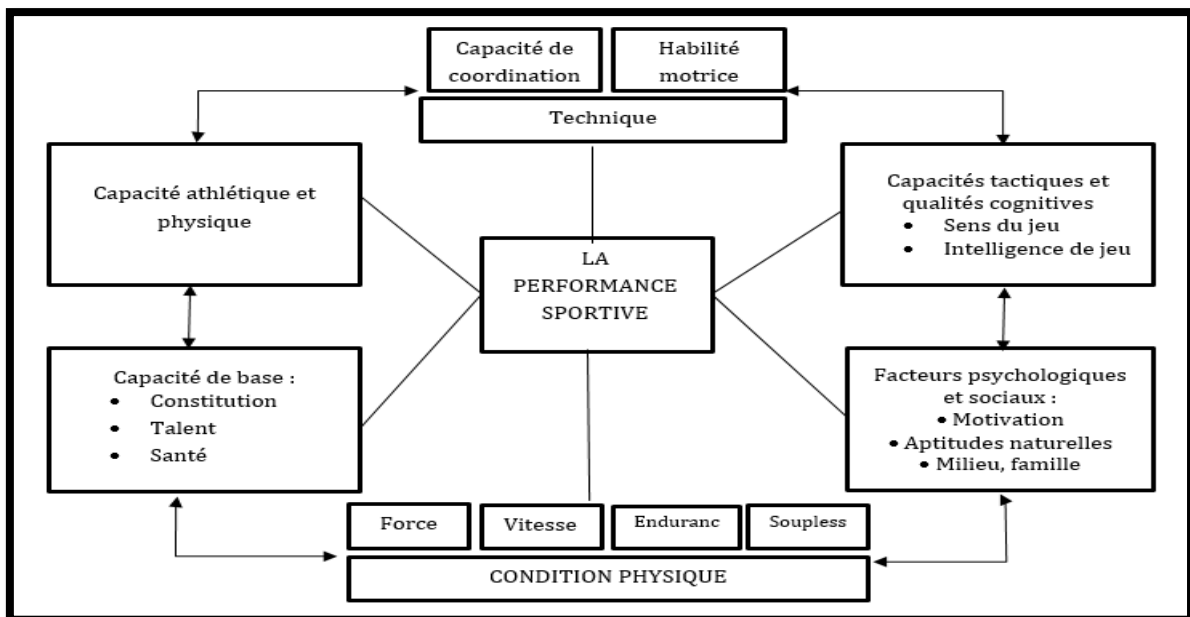 Capacité de
coordination
Habilité
motrice
Technique
Capacité athlétique et
physique
Capacités tactiques et
qualités cognitives
• Sens du jeu
• Intelligence de jeu
LA
PERFORMANCE
SPORTIVE
Capacité de base :
• Constitution
• Talent
• Santé
Facteurs psychologiques
et sociaux :
• Motivation
• Aptitudes naturelles
• Milieu, famille
Force
Vitesse
Enduranc
Soupless
CONDITION PHYSIQUE